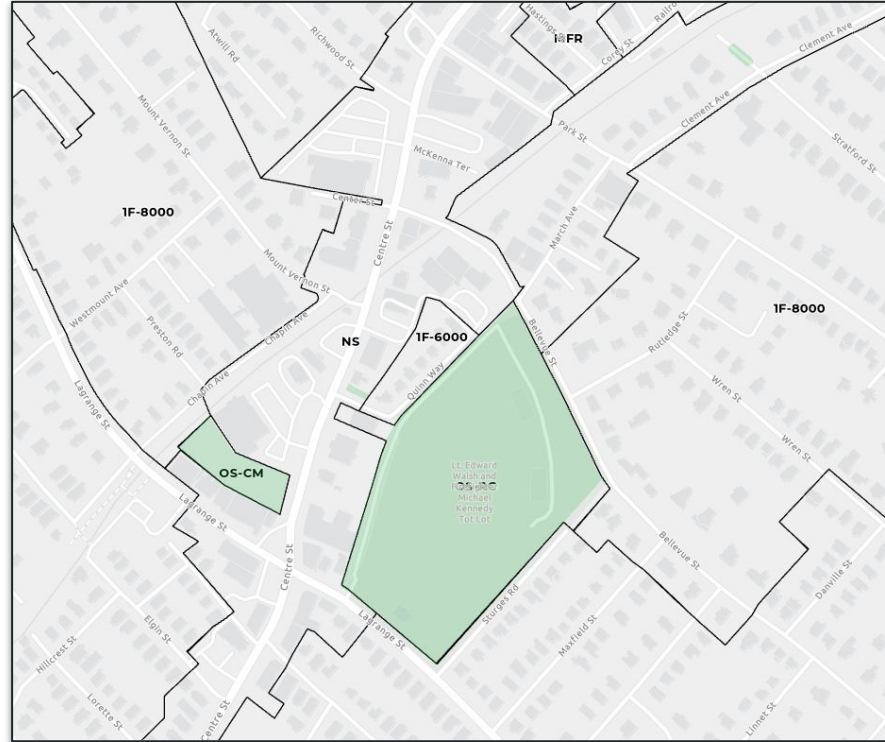 Hastings
MFR
Railro
Clement Ave
Corey St
Atwill Rd
Richwood St
Clement Ave
Park St
Stratford St
Mount Vernon St
McKenna Ter
Center St
1F-8000
March Ave
Centre St
Mount Vernon St
Westmount Ave
1F-8000
Preston Rd
Chapin Ave
NS
1F-6000
Bellevue St
Rutledge St
Quinn Way
Wren St
Chapin Ave
Lagrange St
Wren St
OS-CM
Lt. Edward
Walsh and
Michael
Kennedy
Tot Lot
Lagrange St
Centre St
Bellevue St
Danville St
Sturges Rd
Maxfield St
Lagrange St
Elgin St
Hillcrest St
Lorette St
Centre St
Linnet St